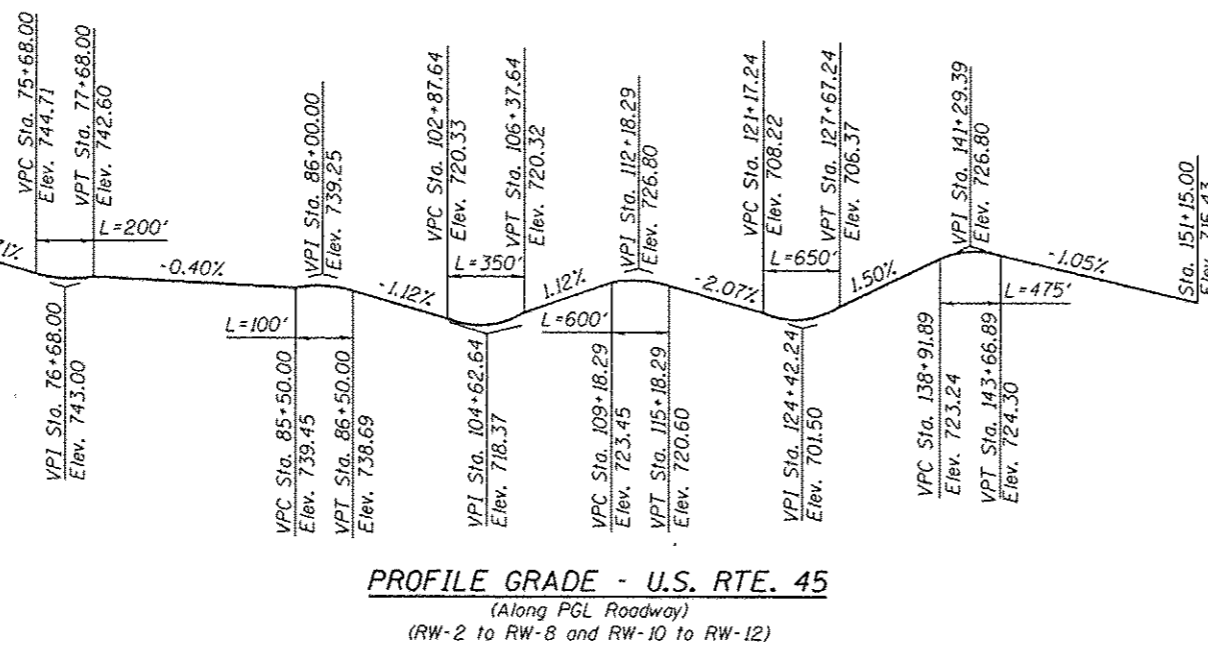 VPC Sta. 75+68.00
Elev. 744.71
VPT Sta. 77+68.00
Elev. 742.60
L=200'
VPI Sta. 76+68.00
Elev. 743.00
-0.40%
VPI Sta. 86+00.00
Elev. 739.25
L=100'
VPC Sta. 85+50.00
Elev. 739.45
VPT Sta. 86+50.00
Elev. 738.69
-1.12%
VPC Sta. 102+87.64
Elev. 720.33
VPT Sta. 106+37.64
Elev. 720.32
L=350'
VPI Sta. 104+62.64
Elev. 718.37
1.12%
VPI Sta. 112+18.29
Elev. 726.80
L=600'
VPC Sta. 109+18.29
Elev. 723.45
VPT Sta. 115+18.29
Elev. 720.60
-2.07%
VPC Sta. 121+17.24
Elev. 708.22
VPT Sta. 127+67.24
Elev. 706.37
L=650'
VPI Sta. 124+42.24
Elev. 701.50
1.50%
VPI Sta. 141+29.39
Elev. 726.80
L=475'
VPC Sta. 138+91.89
Elev. 723.24
VPT Sta. 143+66.89
Elev. 724.30
-1.05%
Sta. 151+15.00
PROFILE GRADE - U.S. RTE. 45
(Along PGL Roadway)
(RW-2 to RW-8 and RW-10 to RW-12)